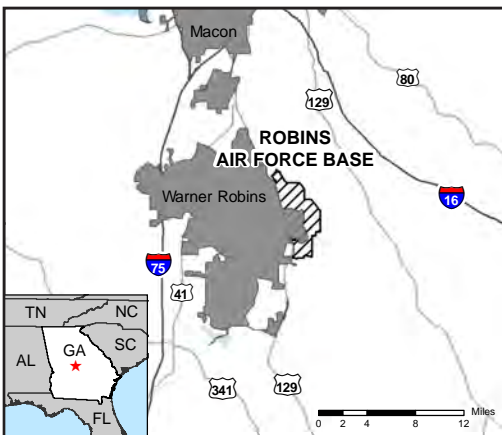 Macon
80
129
ROBINS
AIR FORCE BASE
Warner Robins
16
75
41
TN
NC
SC
AL
GA
FL
341
129
Miles
0 2 4 8 12